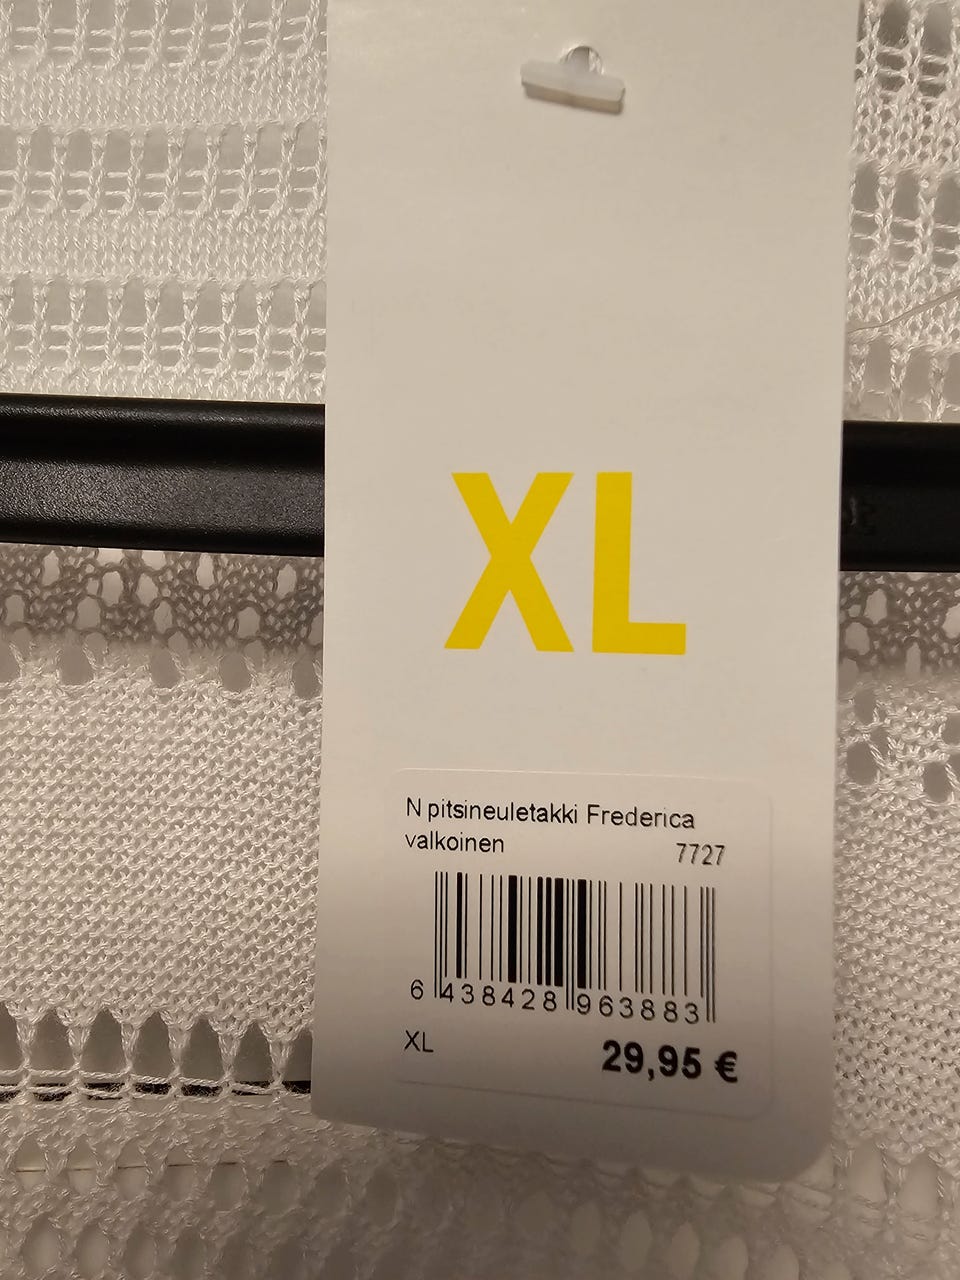 XL
N pitsineuletakki Frederica
valkoinen 7727
6 438428 963883
XL 29,95 €